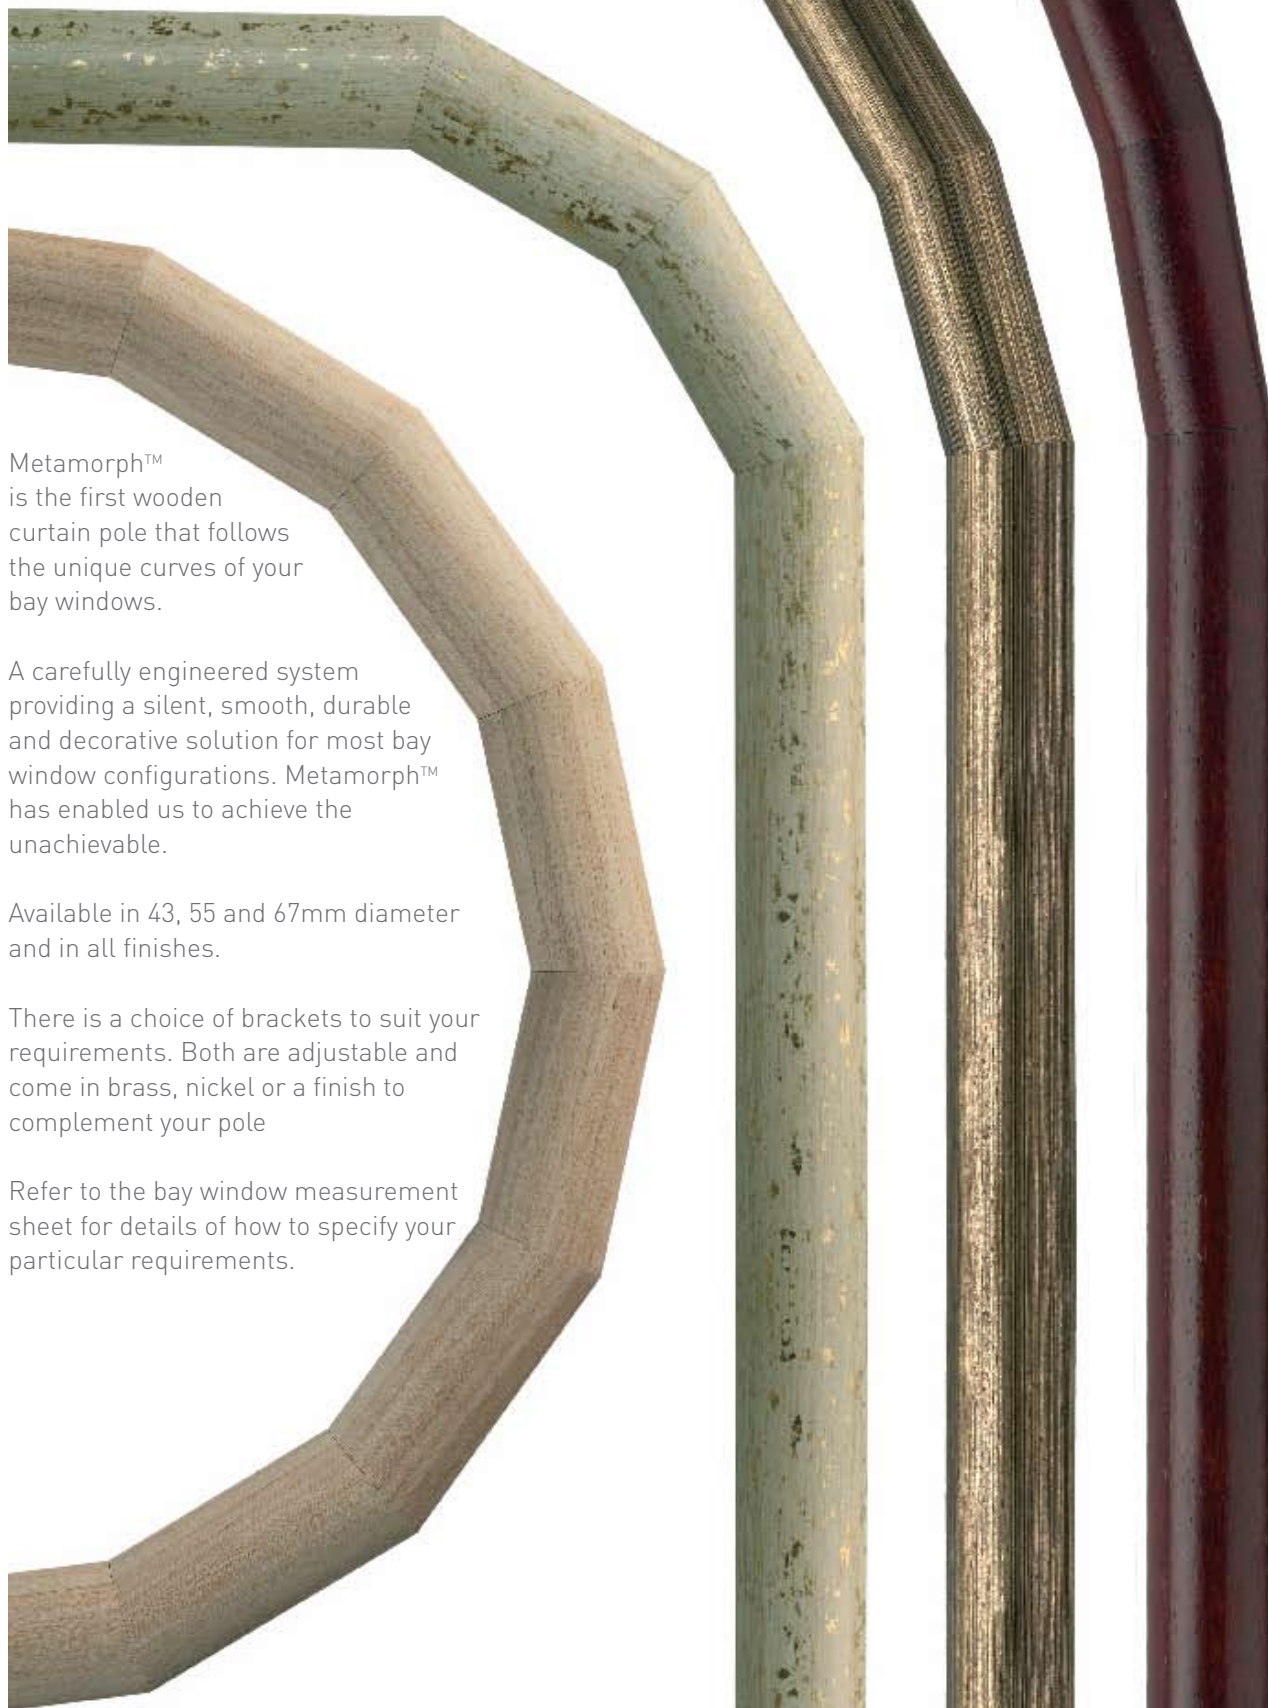 Metamorph™
is the first wooden
curtain pole that follows
the unique curves of your
bay windows.
A carefully engineered system
providing a silent, smooth, durable
and decorative solution for most bay
window configurations. Metamorph™
has enabled us to achieve the
unachievable.
Available in 43, 55 and 67mm diameter
and in all finishes.
There is a choice of brackets to suit your
requirements. Both are adjustable and
come in brass, nickel or a finish to
complement your pole
Refer to the bay window measurement
sheet for details of how to specify your
particular requirements.